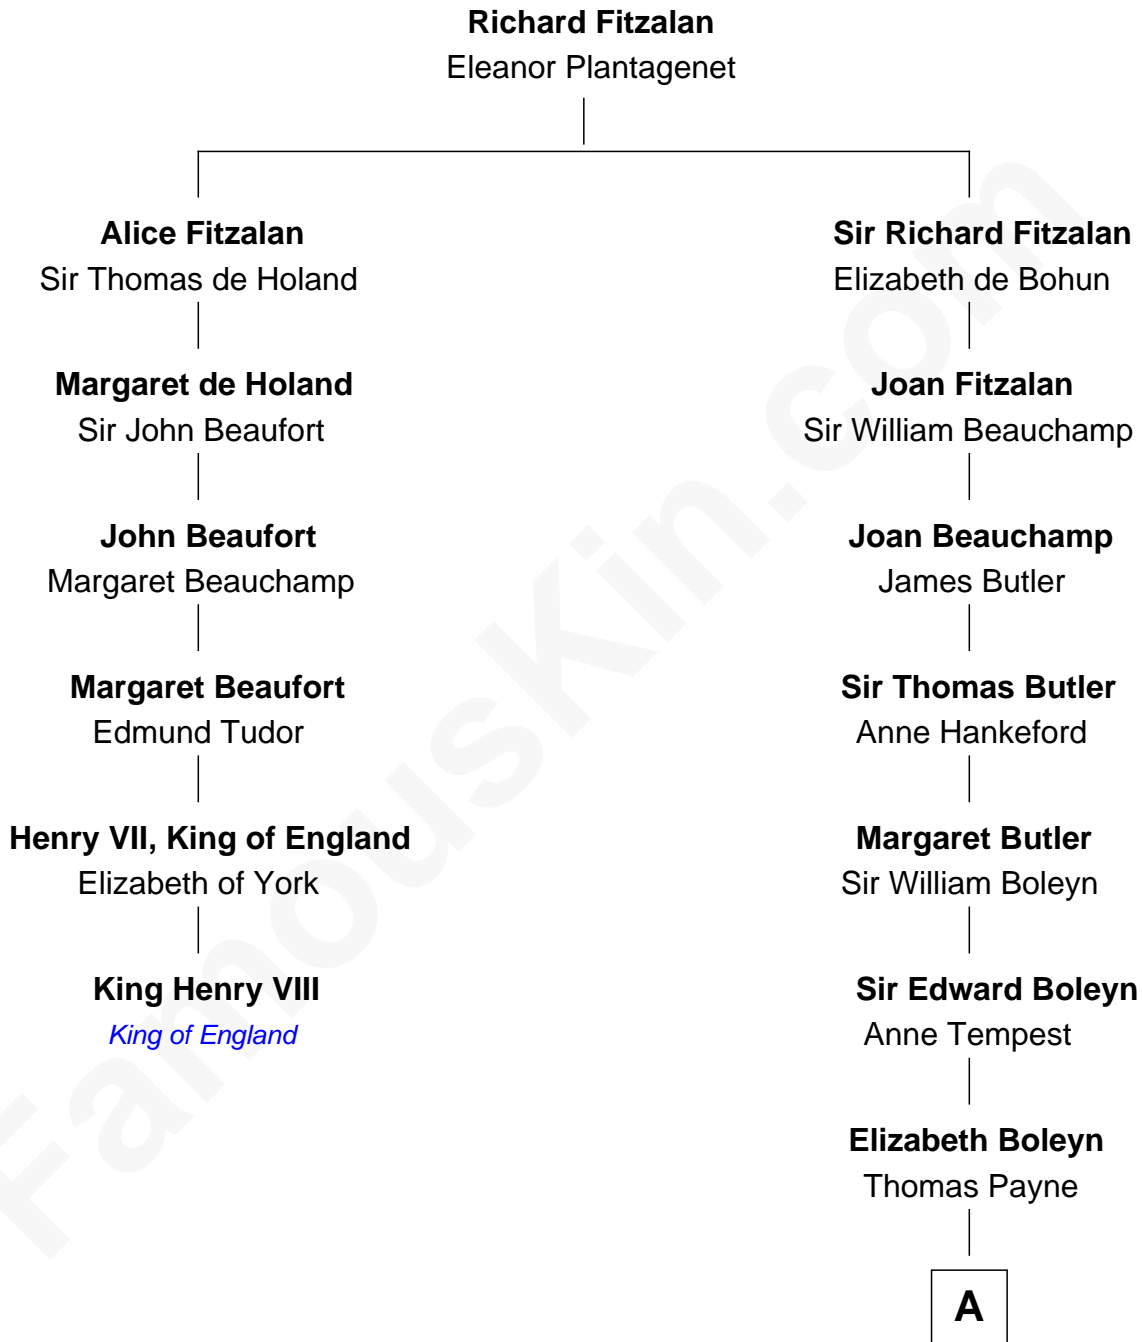 Richard Fitzalan
Eleanor Plantagenet
Alice Fitzalan
Sir Thomas de Holand
Sir Richard Fitzalan
Elizabeth de Bohun
Margaret de Holand
Sir John Beaufort
Joan Fitzalan
Sir William Beauchamp
John Beaufort
Margaret Beauchamp
Joan Beauchamp
James Butler
Margaret Beaufort
Edmund Tudor
Sir Thomas Butler
Anne Hankeford
Henry VII, King of England
Elizabeth of York
Margaret Butler
Sir William Boleyn
King Henry VIII
King of England
Sir Edward Boleyn
Anne Tempest
Elizabeth Boleyn
Thomas Payne
A
FamousKin.com